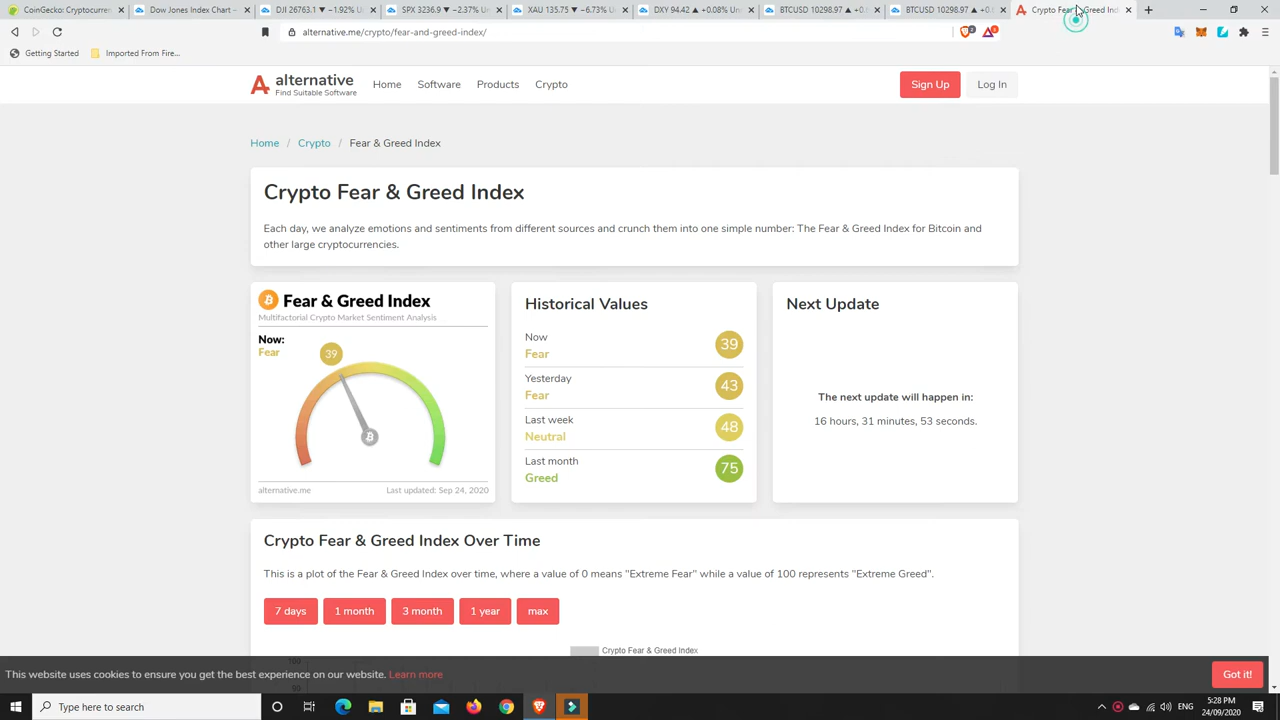 CoinGecko: Cryptocurren
Dow Jones Index Chart –
DJI 26763.1 ▼ −1.92% U
SPX 3236.9 ▼ −2.37% Un
XAU 135.75 ▼ −6.73% Un
DXY 94.42 ▲ +0.08% Un
BTCUSD 10298.97 ▲ +0.
BTCUSD 10298.97 ▲ +0.
Crypto Fear & Greed Ind
alternative.me/crypto/fear-and-greed-index/
Getting Started
Imported From Fire...
alternative
Find Suitable Software
Home
Software
Products
Crypto
Sign Up
Log In
Home / Crypto / Fear & Greed Index
Crypto Fear & Greed Index
Each day, we analyze emotions and sentiments from different sources and crunch them into one simple number: The Fear & Greed Index for Bitcoin and
other large cryptocurrencies.
Fear & Greed Index
Multifactorial Crypto Market Sentiment Analysis
Now:
Fear
39
alternative.me
Last updated: Sep 24, 2020
Historical Values
Now
Fear
39
Yesterday
Fear
43
Last week
Neutral
48
Last month
Greed
75
Next Update
The next update will happen in:
16 hours, 31 minutes, 53 seconds.
Crypto Fear & Greed Index Over Time
This is a plot of the Fear & Greed Index over time, where a value of 0 means "Extreme Fear" while a value of 100 represents "Extreme Greed".
7 days
1 month
3 month
1 year
max
Crypto Fear & Greed Index
100
This website uses cookies to ensure you get the best experience on our website. Learn more
Got it!
Type here to search
ENG
5:28 PM
24/09/2020